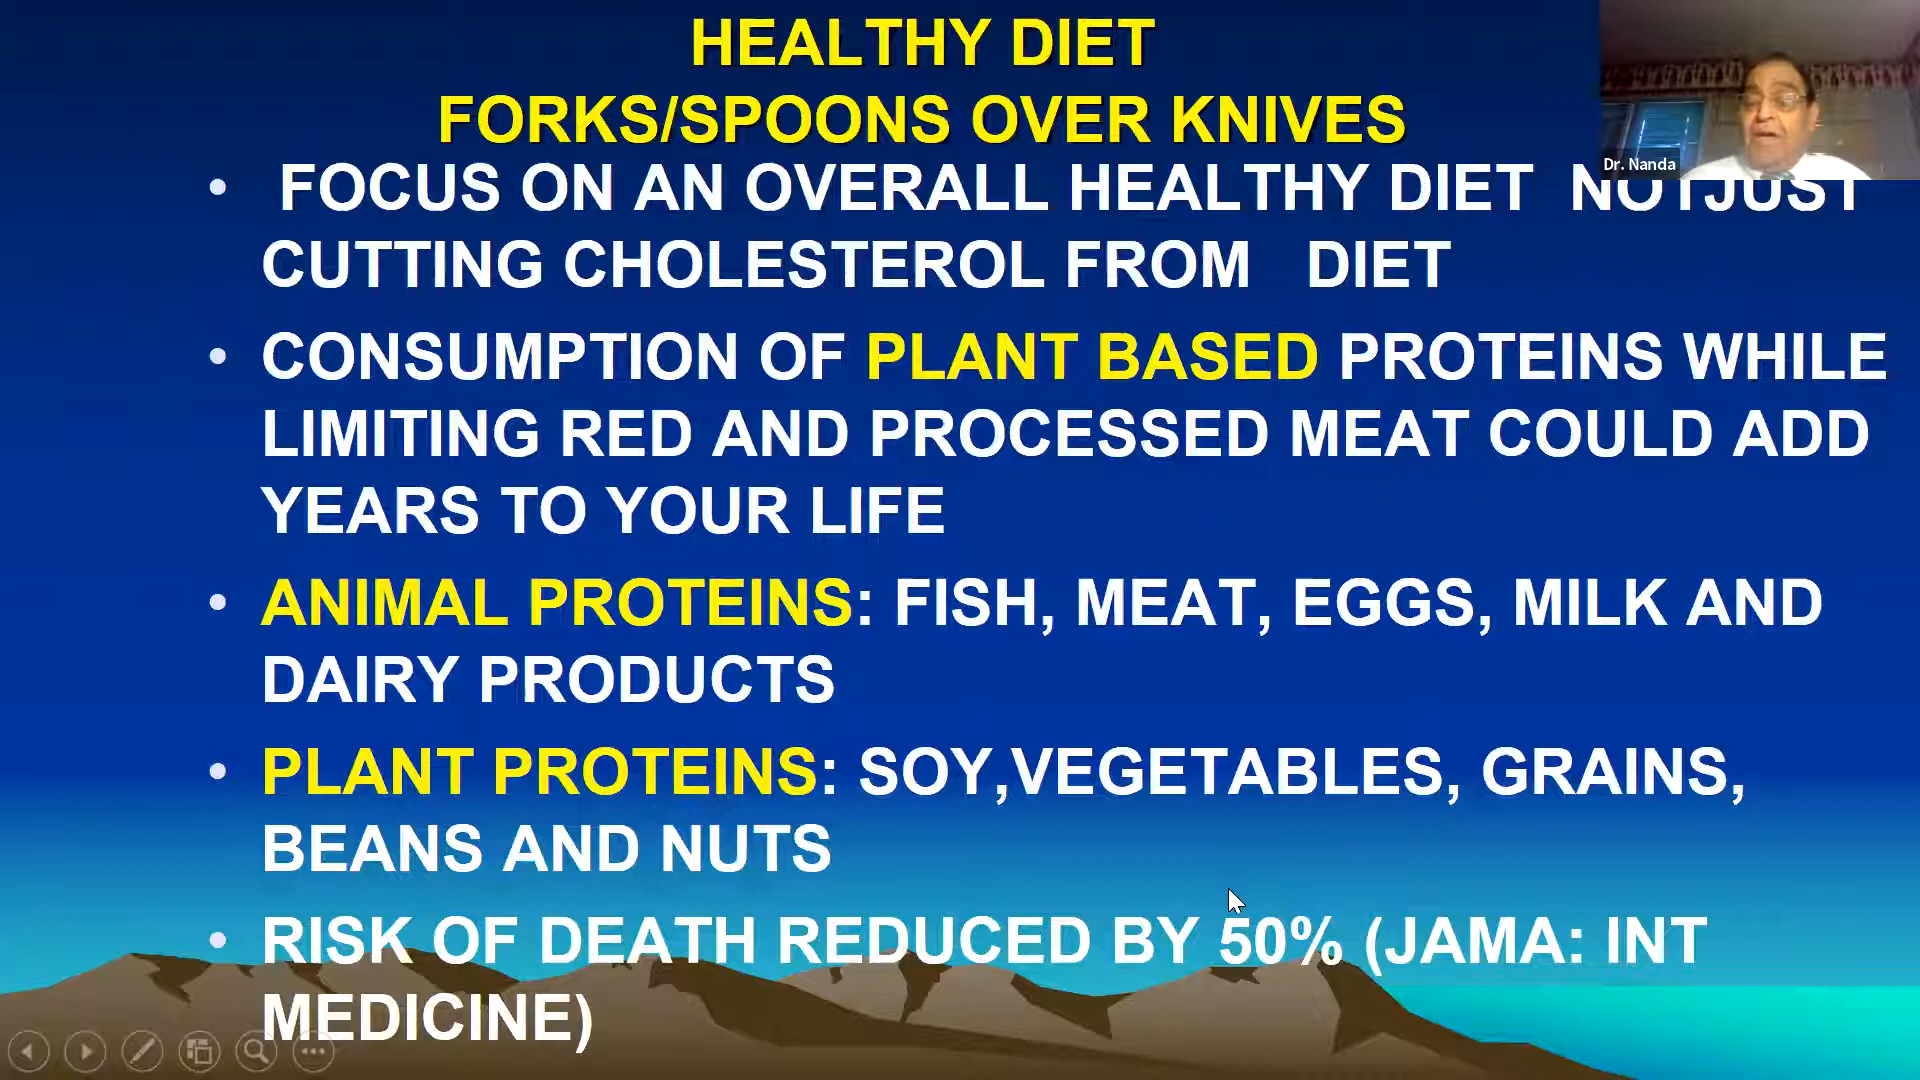 HEALTHY DIET
FORKS/SPOONS OVER KNIVES
Dr. Nanda
• FOCUS ON AN OVERALL HEALTHY DIET NOTJUST
CUTTING CHOLESTEROL FROM DIET
• CONSUMPTION OF PLANT BASED PROTEINS WHILE
LIMITING RED AND PROCESSED MEAT COULD ADD
YEARS TO YOUR LIFE
• ANIMAL PROTEINS: FISH, MEAT, EGGS, MILK AND
DAIRY PRODUCTS
• PLANT PROTEINS: SOY,VEGETABLES, GRAINS,
BEANS AND NUTS
• RISK OF DEATH REDUCED BY 50% (JAMA: INT
MEDICINE)